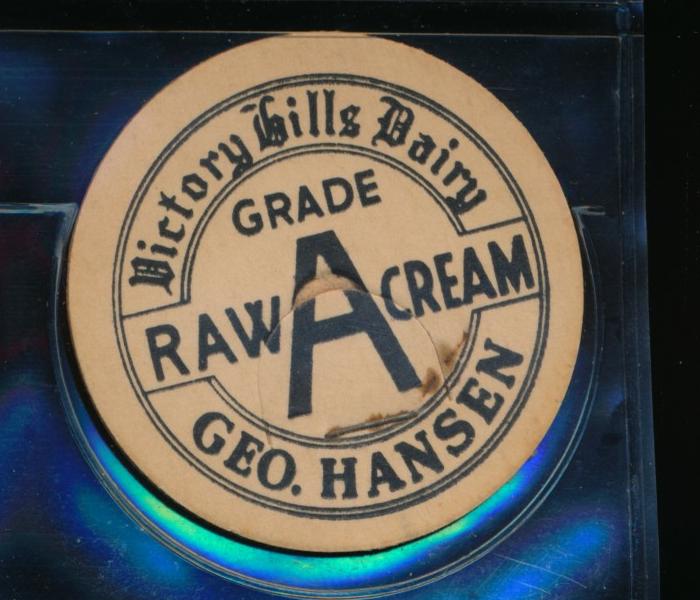 Victory Hills Dairy
GRADE
A
RAW CREAM
GEO. HANSEN